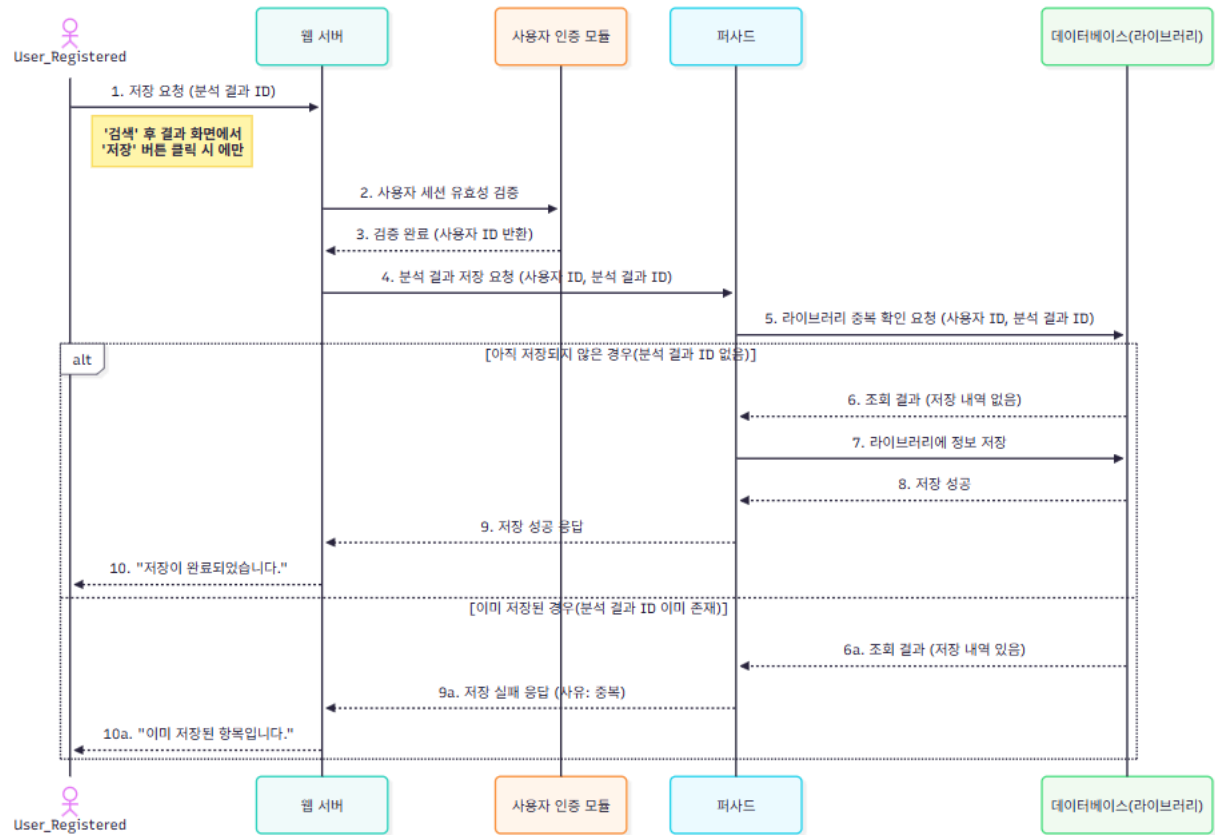 User_Registered
웹 서버
사용자 인증 모듈
퍼사드
데이터베이스(라이브러리)
1. 저장 요청 (분석 결과 ID)
'검색' 후 결과 화면에서
'저장' 버튼 클릭 시 에만
2. 사용자 세션 유효성 검증
3. 검증 완료 (사용자 ID 반환)
4. 분석 결과 저장 요청 (사용자 ID, 분석 결과 ID)
5. 라이브러리 중복 확인 요청 (사용자 ID, 분석 결과 ID)
alt
[아직 저장되지 않은 경우(분석 결과 ID 없음)]
6. 조회 결과 (저장 내역 없음)
7. 라이브러리에 정보 저장
8. 저장 성공
9. 저장 성공 응답
10. "저장이 완료되었습니다."
[이미 저장된 경우(분석 결과 ID 이미 존재)]
6a. 조회 결과 (저장 내역 있음)
9a. 저장 실패 응답 (사유: 중복)
10a. "이미 저장된 항목입니다."
User_Registered
웹 서버
사용자 인증 모듈
퍼사드
데이터베이스(라이브러리)